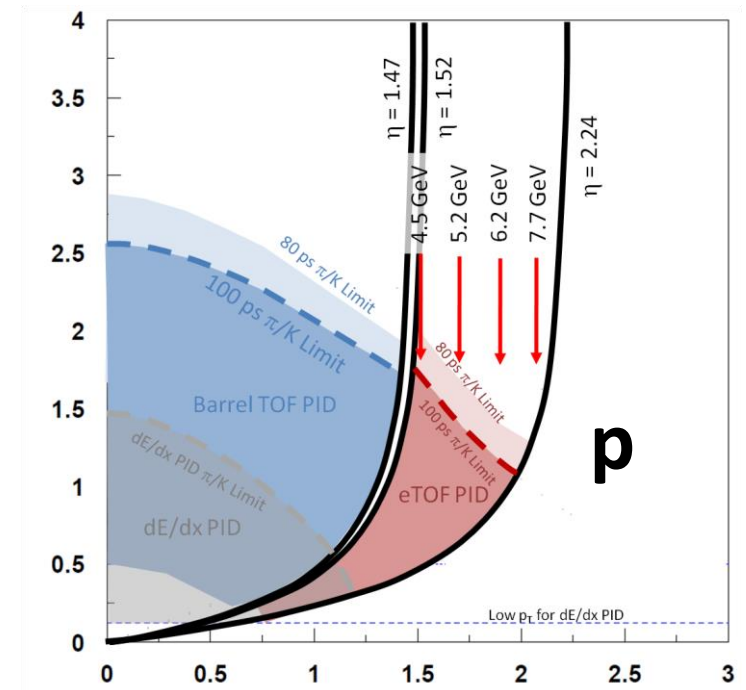 4
3.5
3
2.5
2
1.5
1
0.5
0
0
0.5
1
1.5
2
2.5
3
η = 1.47
η = 1.52
η = 2.24
4.5 GeV
5.2 GeV
6.2 GeV
7.7 GeV
80 ps π/K Limit
100 ps π/K Limit
Barrel TOF PID
dE/dx PID π/K Limit
dE/dx PID
80 ps π/K Limit
100 ps π/K Limit
eTOF PID
p
Low pT for dE/dx PID